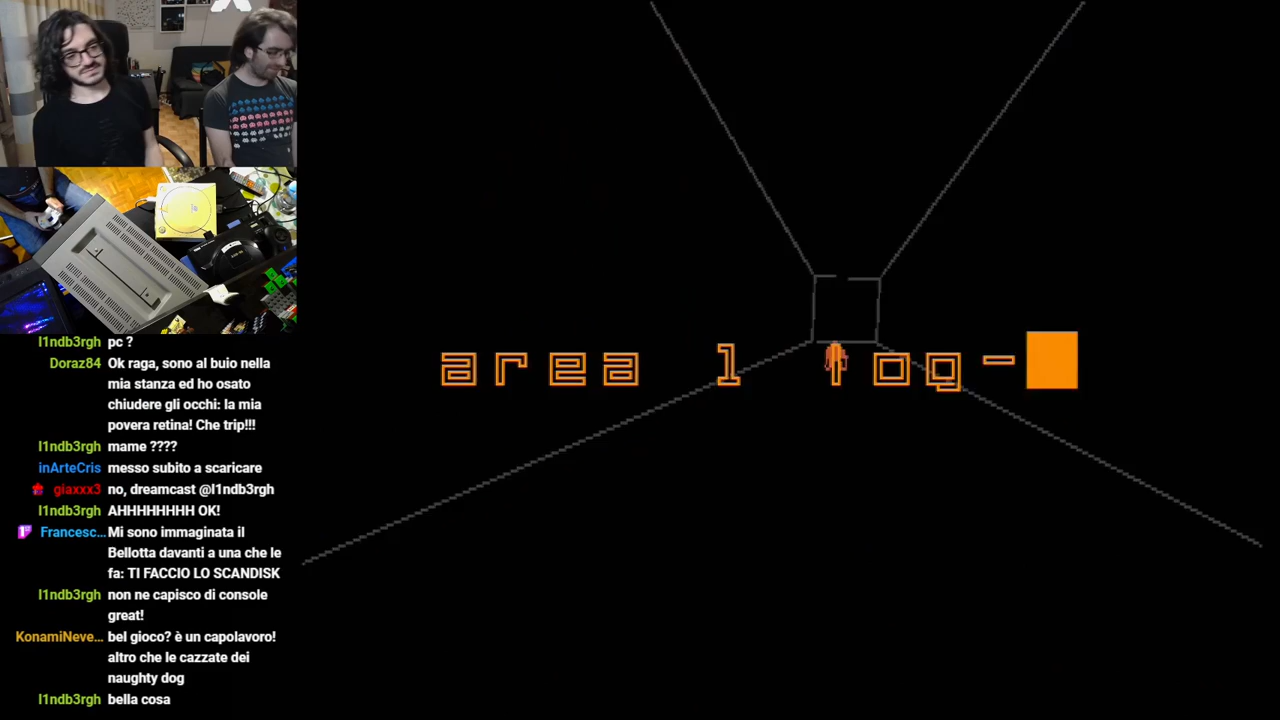 area 1 log-
l1ndb3rgh pc ?
Doraz84 Ok raga, sono al buio nella
mia stanza ed ho osato
chiudere gli occhi: la mia
povera retina! Che trip!!!
l1ndb3rgh mame ????
inArteCris messo subito a scaricare
giaxxx3 no, dreamcast @l1ndb3rgh
l1ndb3rgh AHHHHHHHH OK!
Francesc... Mi sono immaginata il
Bellotta davanti a una che le
fa: TI FACCIO LO SCANDISK
l1ndb3rgh non ne capisco di console
great!
KonamiNeve... bel gioco? è un capolavoro!
altro che le cazzate dei
naughty dog
l1ndb3rgh bella cosa